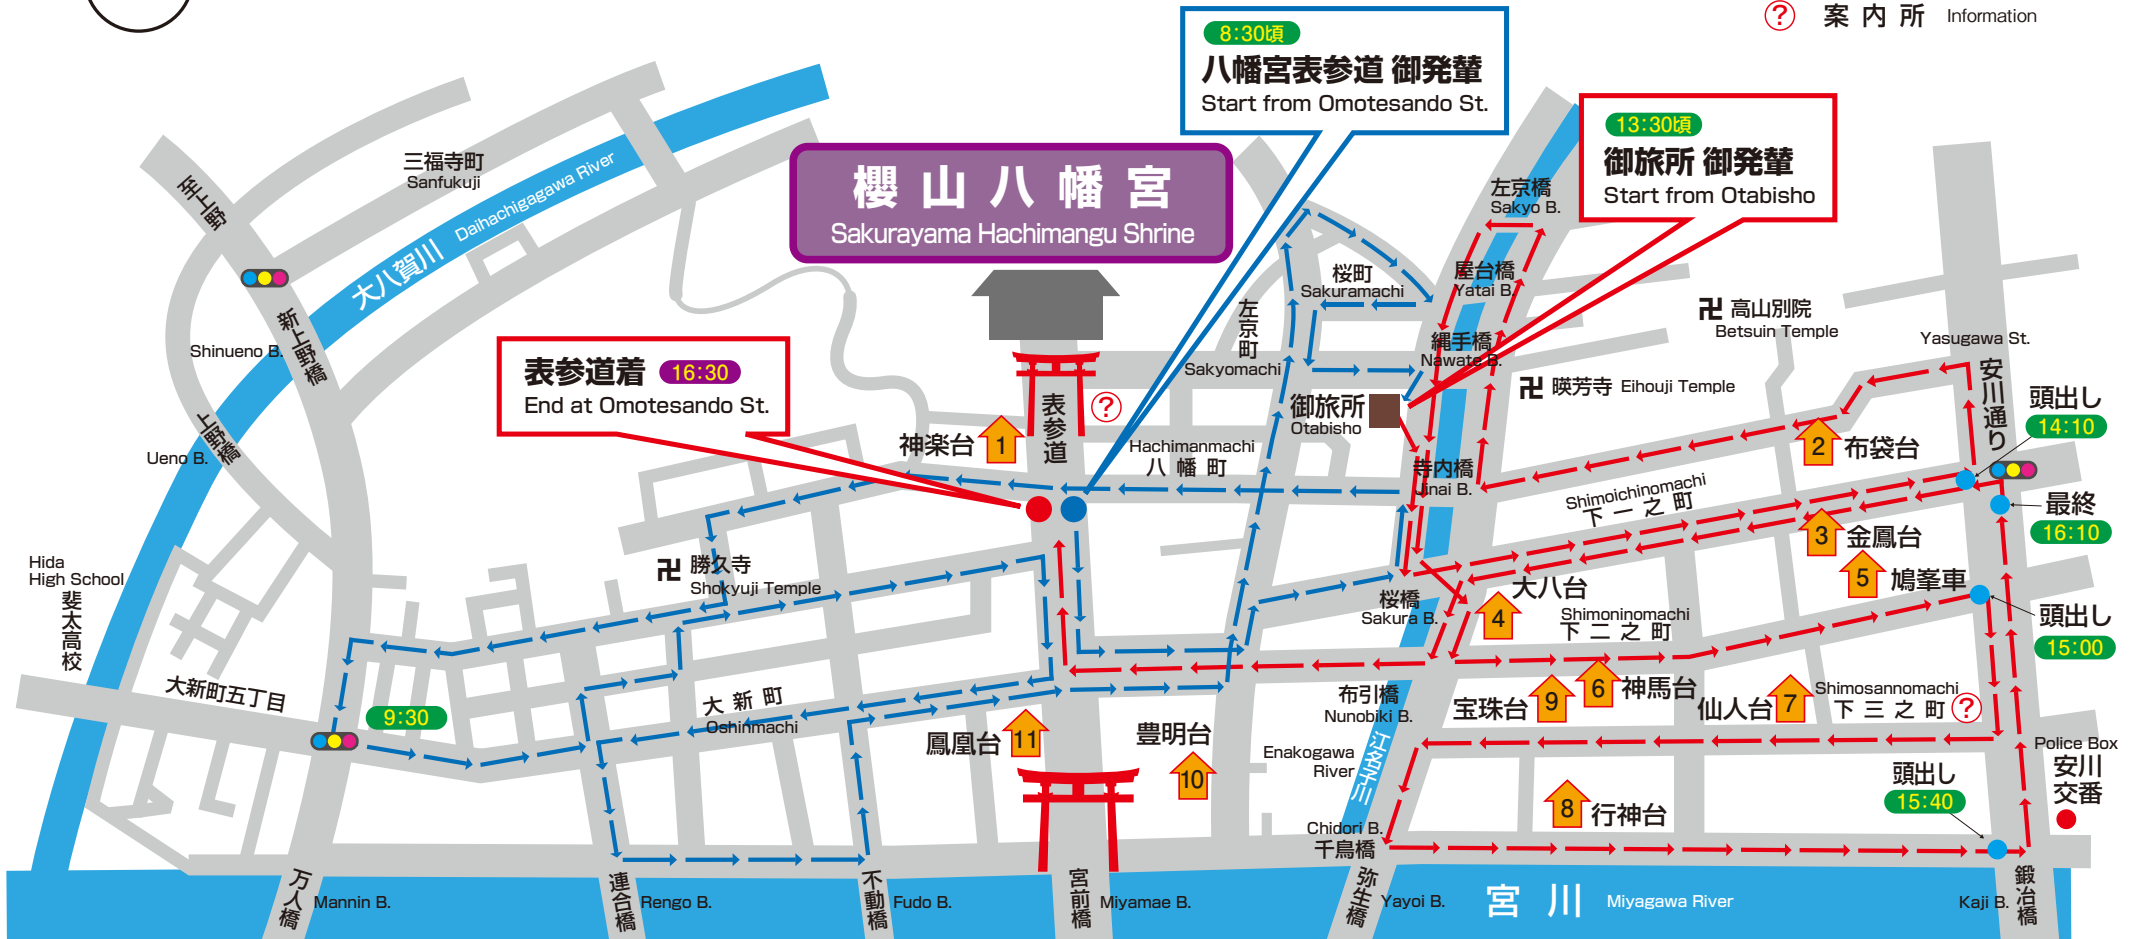 案内所 Information
8:30頃
八幡宮表参道 御発輦
Start from Omotesando St.
13:30頃
御旅所 御発輦
Start from Otabisho
櫻山八幡宮
Sakurayama Hachimangu Shrine
三福寺町
Sanfukuji
至上野
大八賀川 Daihachigagawa River
新上野橋
Shinueno B.
上野橋
Ueno B.
表参道着 16:30
End at Omotesando St.
神楽台
1
表参道
?
左京町
Sakyomachi
桜町
Sakuramachi
左京橋
Sakyo B.
屋台橋
Yatai B.
縄手橋
Nawate B.
御旅所
Otabisho
Hachimanmachi
八幡町
寺内橋
Jinai B.
高山別院
Betsuin Temple
暎芳寺 Eihouji Temple
Yasugawa St.
安川通り
頭出し
14:10
2
布袋台
Shimoichinomachi
下一之町
最終
16:10
3
金鳳台
5
鳩峯車
頭出し
15:00
大八台
4
Shimoninomachi
下二之町
桜橋
Sakura B.
勝久寺
Shokyuji Temple
Hida
High School
斐太高校
大新町五丁目
9:30
大新町
Oshinmachi
鳳凰台
11
豊明台
10
布引橋
Nunobiki B.
Enakogawa
River
江名子川
宝珠台
9
6
神馬台
仙人台
7
Shimosannomachi
下三之町
?
Police Box
安川
交番
頭出し
15:40
8
行神台
Chidori B.
千鳥橋
万人橋
Mannin B.
連合橋
Rengo B.
不動橋
Fudo B.
宮前橋
Miyamae B.
弥生橋
Yayoi B.
宮川 Miyagawa River
Kaji B.
鍛冶橋